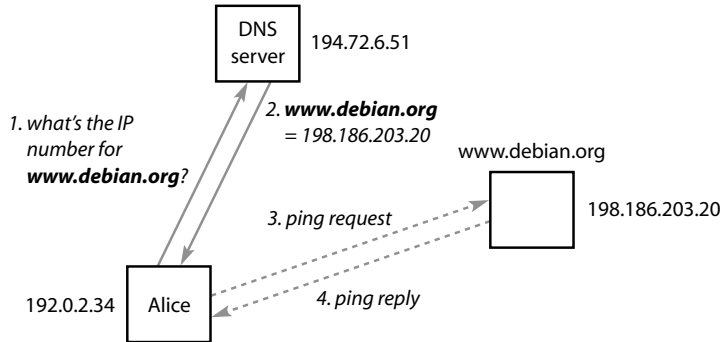 DNS
server
194.72.6.51
1. what's the IP
number for
www.debian.org?
2. www.debian.org
= 198.186.203.20
www.debian.org
198.186.203.20
3. ping request
4. ping reply
192.0.2.34
Alice